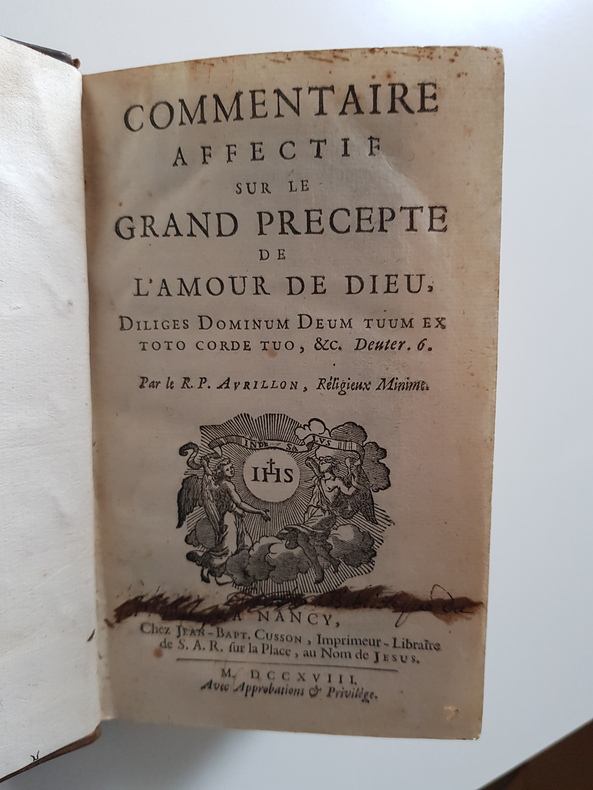 COMMENTAIRE
AFFECTIF
SUR LE
GRAND PRECEPTE
DE
L'AMOUR DE DIEU,
DILIGES DOMINUM DEUM TUUM EX
TOTO CORDE TUO, &c. Deuter. 6.
Par le R. P. AVRILLON, Réligieux Minime.
IHS
A NANCY,
Chez JEAN-BAPT. CUSSON, Imprimeur-Libraire
de S. A. R. sur la Place, au Nom de JESUS.
M. DCCXVIII.
Avec Approbations & Privilége.